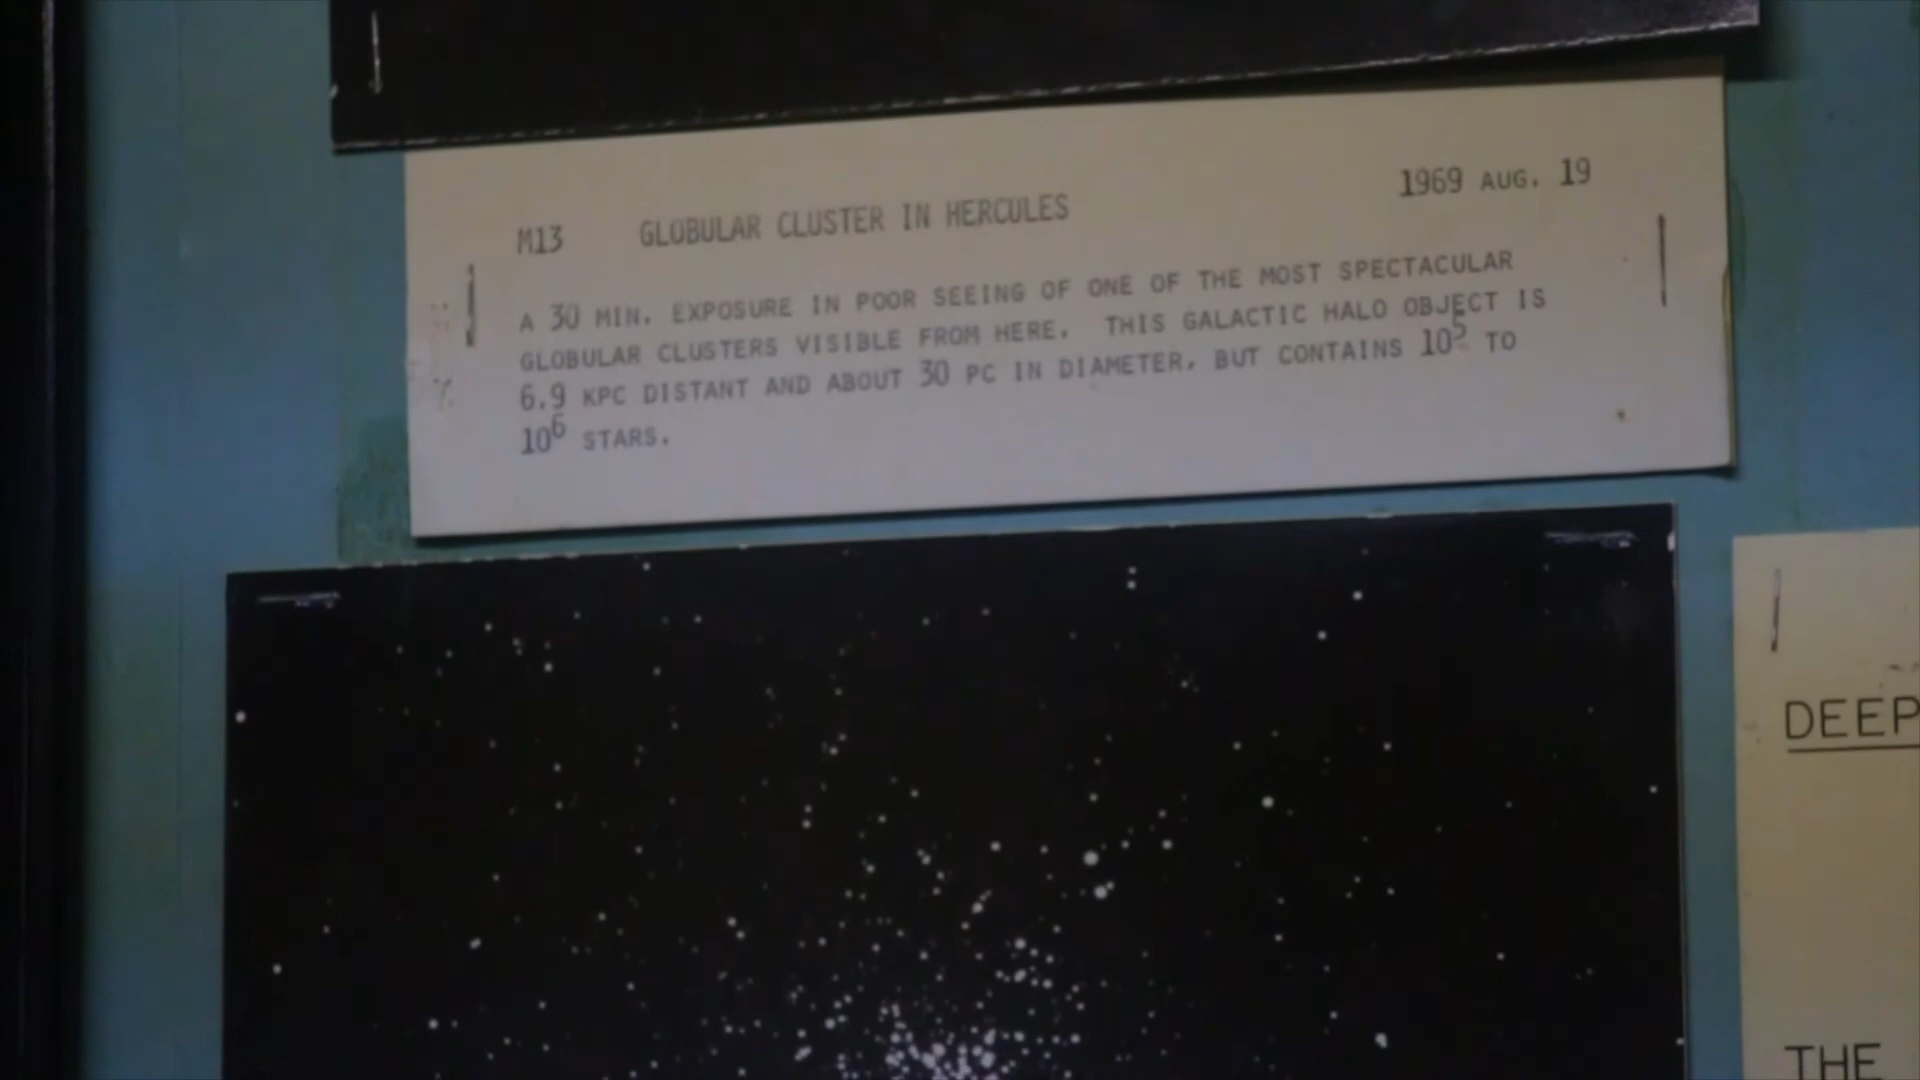 M13 GLOBULAR CLUSTER IN HERCULES 1969 AUG. 19
A 30 MIN. EXPOSURE IN POOR SEEING OF ONE OF THE MOST SPECTACULAR
GLOBULAR CLUSTERS VISIBLE FROM HERE. THIS GALACTIC HALO OBJECT IS
6.9 KPC DISTANT AND ABOUT 30 PC IN DIAMETER, BUT CONTAINS 10⁵ TO
10⁶ STARS.
DEEP
THE